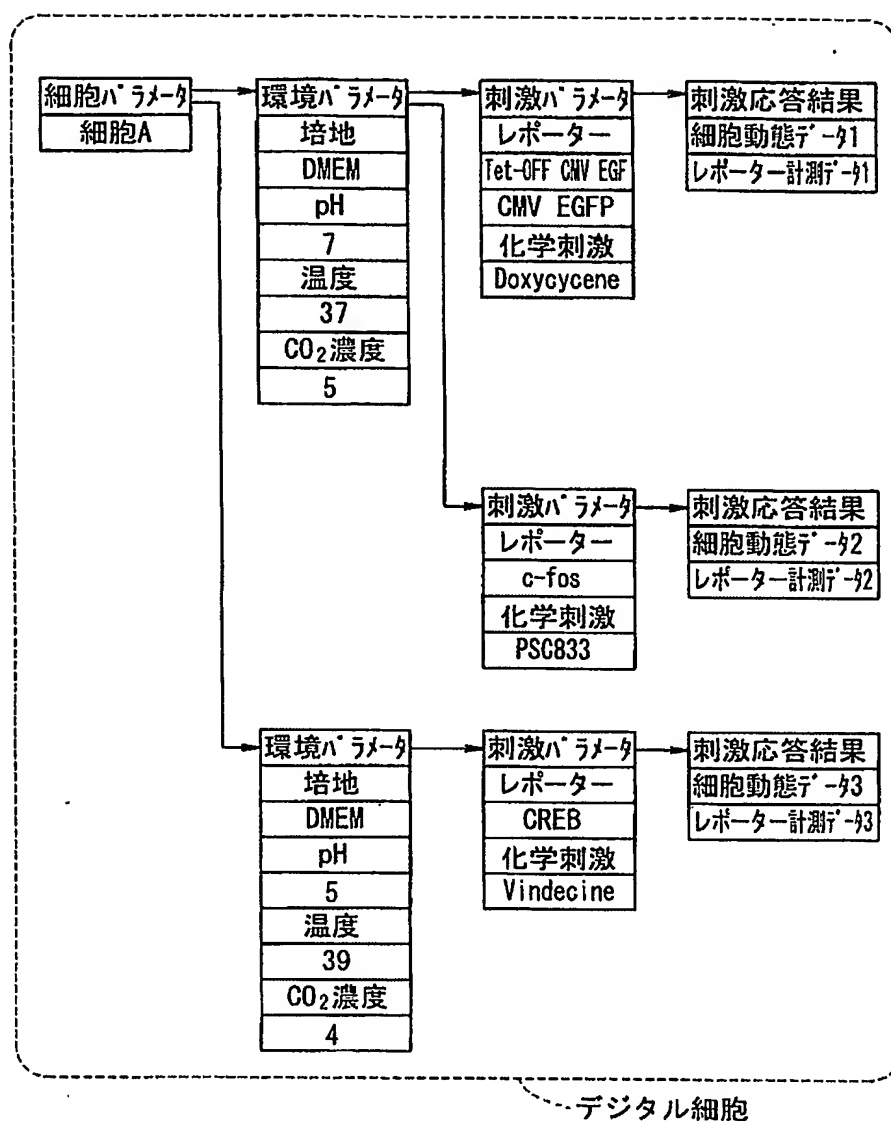 細胞パラメータ
細胞A
環境パラメータ
培地
DMEM
pH
7
温度
37
CO₂濃度
5
刺激パラメータ
レポーター
Tet-OFF CMV EGF
CMV EGFP
化学刺激
Doxycycene
刺激応答結果
細胞動態データ1
レポーター計測データ1
刺激パラメータ
レポーター
c-fos
化学刺激
PSC833
刺激応答結果
細胞動態データ2
レポーター計測データ2
環境パラメータ
培地
DMEM
pH
5
温度
39
CO₂濃度
4
刺激パラメータ
レポーター
CREB
化学刺激
Vindecine
刺激応答結果
細胞動態データ3
レポーター計測データ3
デジタル細胞